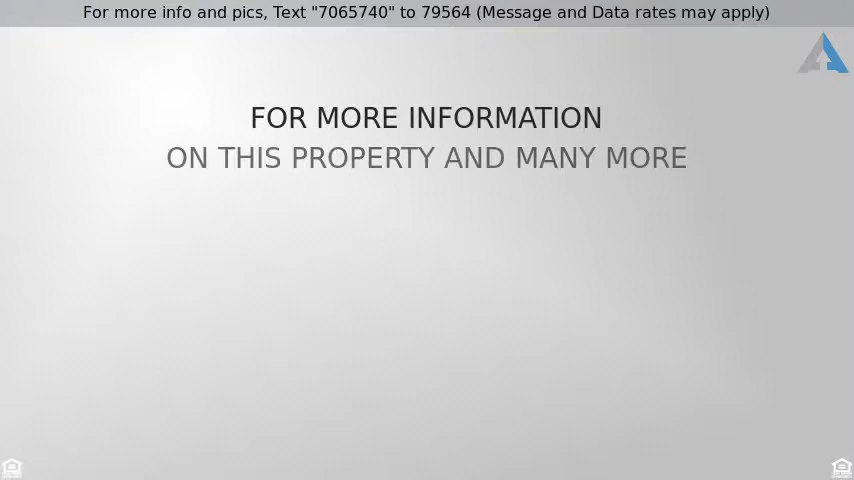 For more info and pics, Text "7065740" to 79564 (Message and Data rates may apply)
FOR MORE INFORMATION
ON THIS PROPERTY AND MANY MORE